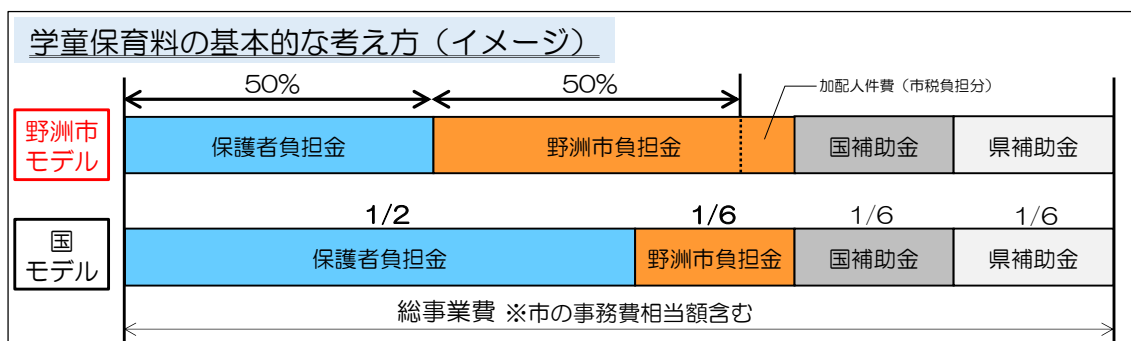 学童保育料の基本的な考え方（イメージ）
50%
50%
加配人件費（市税負担分）
野洲市
モデル
保護者負担金
野洲市負担金
国補助金
県補助金
1/2
1/6
1/6
1/6
国
モデル
保護者負担金
野洲市負担金
国補助金
県補助金
総事業費 ※市の事務費相当額含む